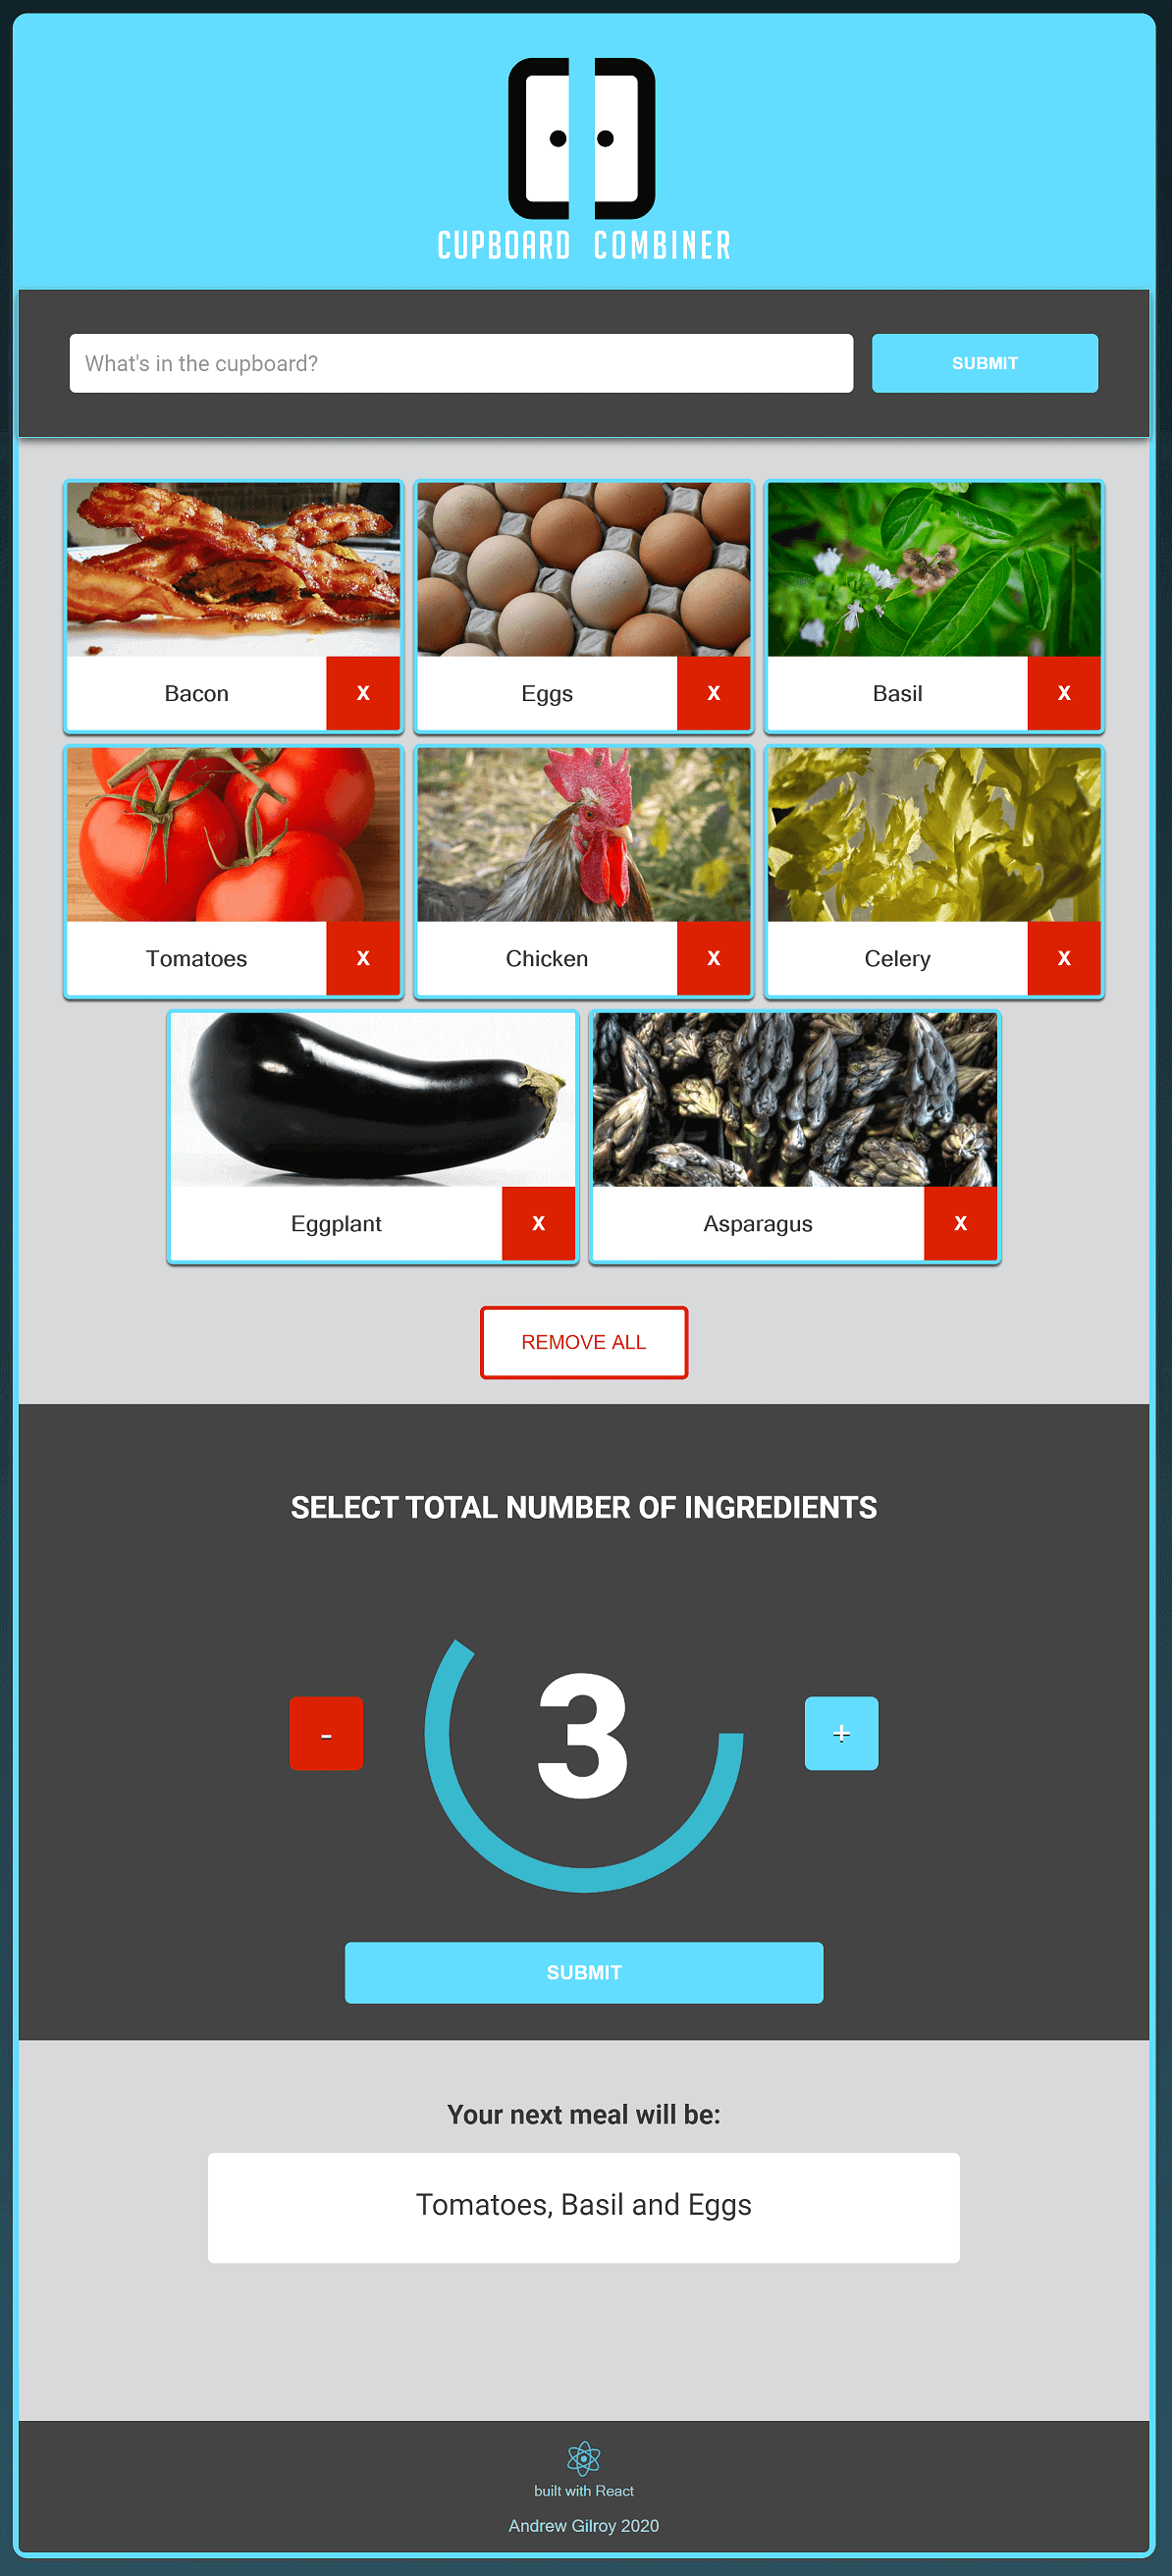 CUPBOARD COMBINER
What's in the cupboard?
SUBMIT
Bacon
X
Eggs
X
Basil
X
Tomatoes
X
Chicken
X
Celery
X
Eggplant
X
Asparagus
X
REMOVE ALL
SELECT TOTAL NUMBER OF INGREDIENTS
-
3
+
SUBMIT
Your next meal will be:
Tomatoes, Basil and Eggs
built with React
Andrew Gilroy 2020